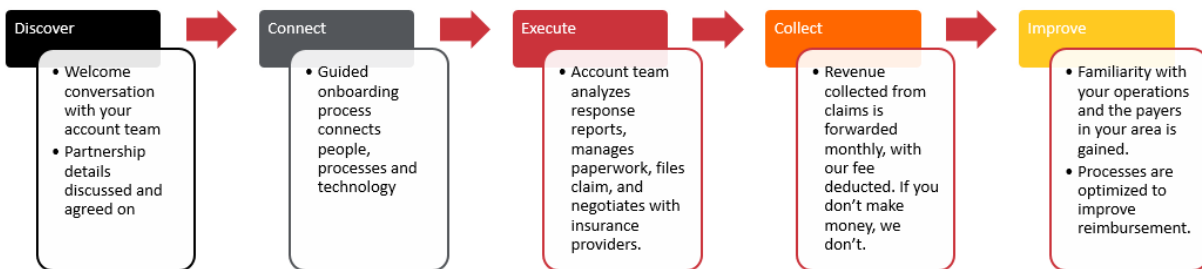 Discover
• Welcome
conversation
with your
account team
• Partnership
details
discussed and
agreed on
Connect
• Guided
onboarding
process
connects
people,
processes and
technology
Execute
• Account team
analyzes
response
reports,
manages
paperwork, files
claim, and
negotiates with
insurance
providers.
Collect
• Revenue
collected from
claims is
forwarded
monthly, with
our fee
deducted. If you
don’t make
money, we
don’t.
Improve
• Familiarity with
your operations
and the payers
in your area is
gained.
• Processes are
optimized to
improve
reimbursement.